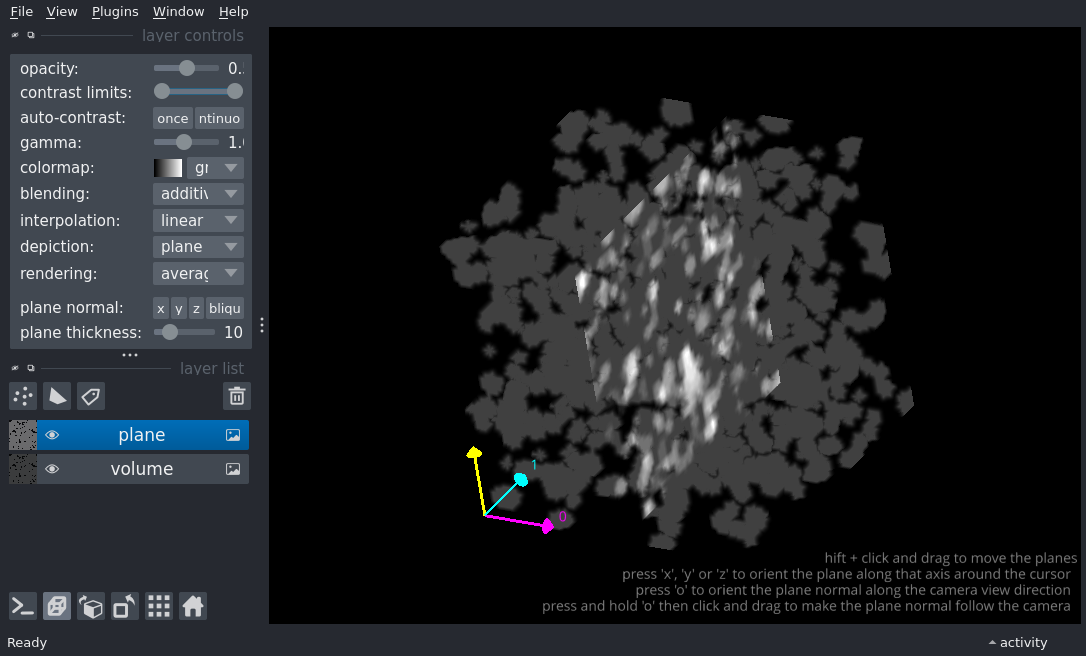 File View Plugins Window Help
layer controls
opacity: 0.
contrast limits:
auto-contrast: once ntinuo
gamma: 1.
colormap: gr
blending: additiv
interpolation: linear
depiction: plane
rendering: averag
plane normal: x y z bliqu
plane thickness: 10
layer list
plane
volume
1
0
hift + click and drag to move the planes
press 'x', 'y' or 'z' to orient the plane along that axis around the cursor
press 'o' to orient the plane normal along the camera view direction
press and hold 'o' then click and drag to make the plane normal follow the camera
Ready activity